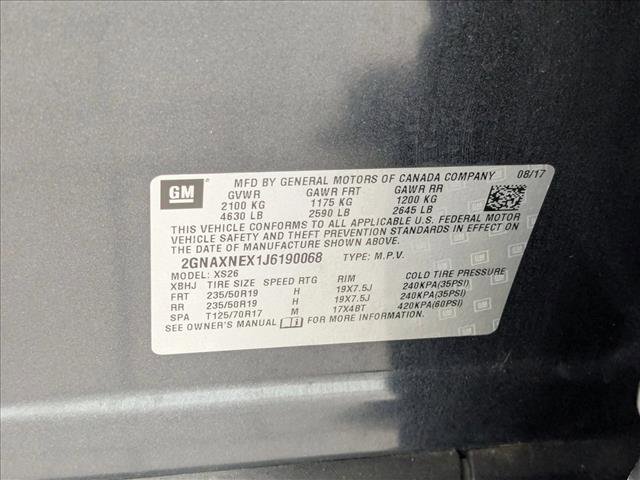 GM MFD BY GENERAL MOTORS OF CANADA COMPANY 08/17
GVWR GAWR FRT GAWR RR
2100 KG 1175 KG 1200 KG
4630 LB 2590 LB 2645 LB
THIS VEHICLE CONFORMS TO ALL APPLICABLE U.S. FEDERAL MOTOR
VEHICLE SAFETY, BUMPER, AND THEFT PREVENTION STANDARDS IN
EFFECT ON THE DATE OF MANUFACTURE SHOWN ABOVE.
2GNAXNEX1J6190068 TYPE: M.P.V.
MODEL: XS26
XBHJ TIRE SIZE SPEED RTG RIM COLD TIRE PRESSURE
FRT 235/50R19 H 19X7.5J 240KPA(35PSI)
RR 235/50R19 H 19X7.5J 240KPA(35PSI)
SPA T125/70R17 M 17X4BT 420KPA(60PSI)
SEE OWNER'S MANUAL FOR MORE INFORMATION.